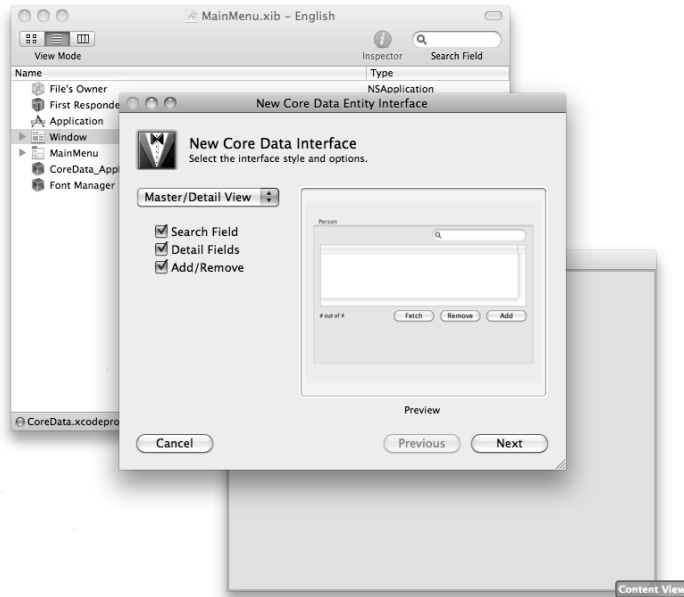 MainMenu.xib – English
View Mode
Inspector
Search Field
Name
Type
File's Owner
NSApplication
First Responde
Application
Window
MainMenu
CoreData_Appl
Font Manager
CoreData.xcodepro
New Core Data Entity Interface
New Core Data Interface
Select the interface style and options.
Master/Detail View
Search Field
Detail Fields
Add/Remove
Person
# out of #
Fetch
Remove
Add
Preview
Cancel
Previous
Next
Content View